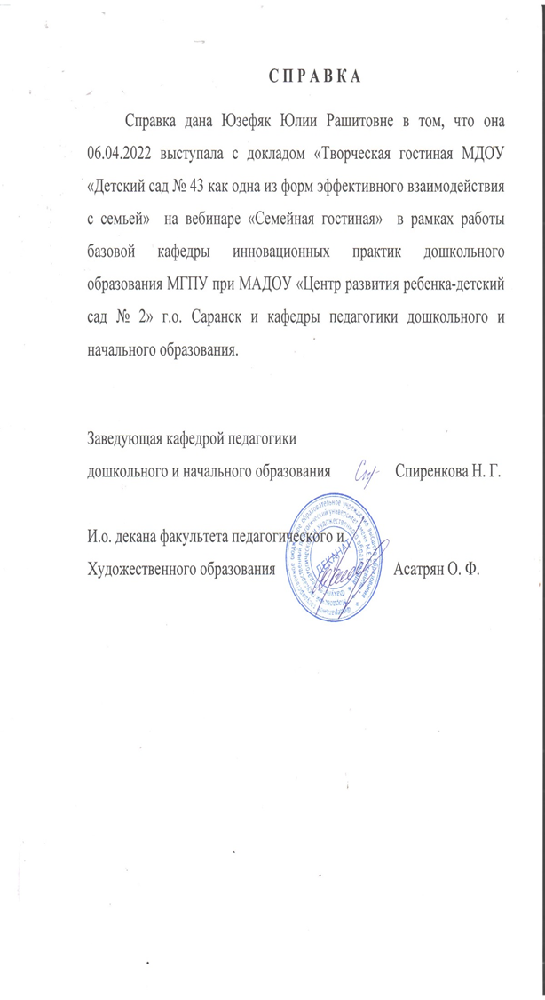 СПРАВКА
Справка дана Юзефяк Юлии Рашитовне в том, что она
06.04.2022 выступала с докладом «Творческая гостиная МДОУ
«Детский сад № 43 как одна из форм эффективного взаимодействия
с семьей» на вебинаре «Семейная гостиная» в рамках работы
базовой кафедры инновационных практик дошкольного
образования МГПУ при МАДОУ «Центр развития ребенка-детский
сад № 2» г.о. Саранск и кафедры педагогики дошкольного и
начального образования.
Заведующая кафедрой педагогики
дошкольного и начального образования Спиренкова Н. Г.
И.о. декана факультета педагогического и
Художественного образования Асатрян О. Ф.
ДЕКАНАТ